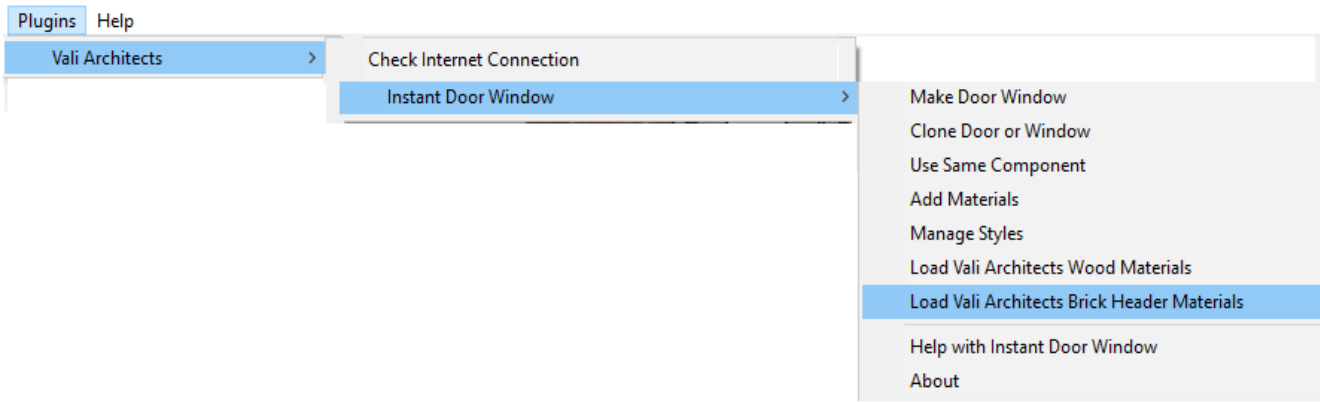 Plugins Help
Vali Architects
Check Internet Connection
Instant Door Window
Make Door Window
Clone Door or Window
Use Same Component
Add Materials
Manage Styles
Load Vali Architects Wood Materials
Load Vali Architects Brick Header Materials
Help with Instant Door Window
About